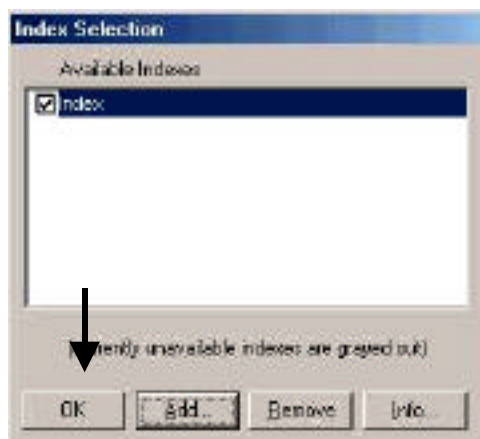 Index Selection
Available Indexes
Index
unavailable indexes are grayed out)
OK Add... Remove Info...